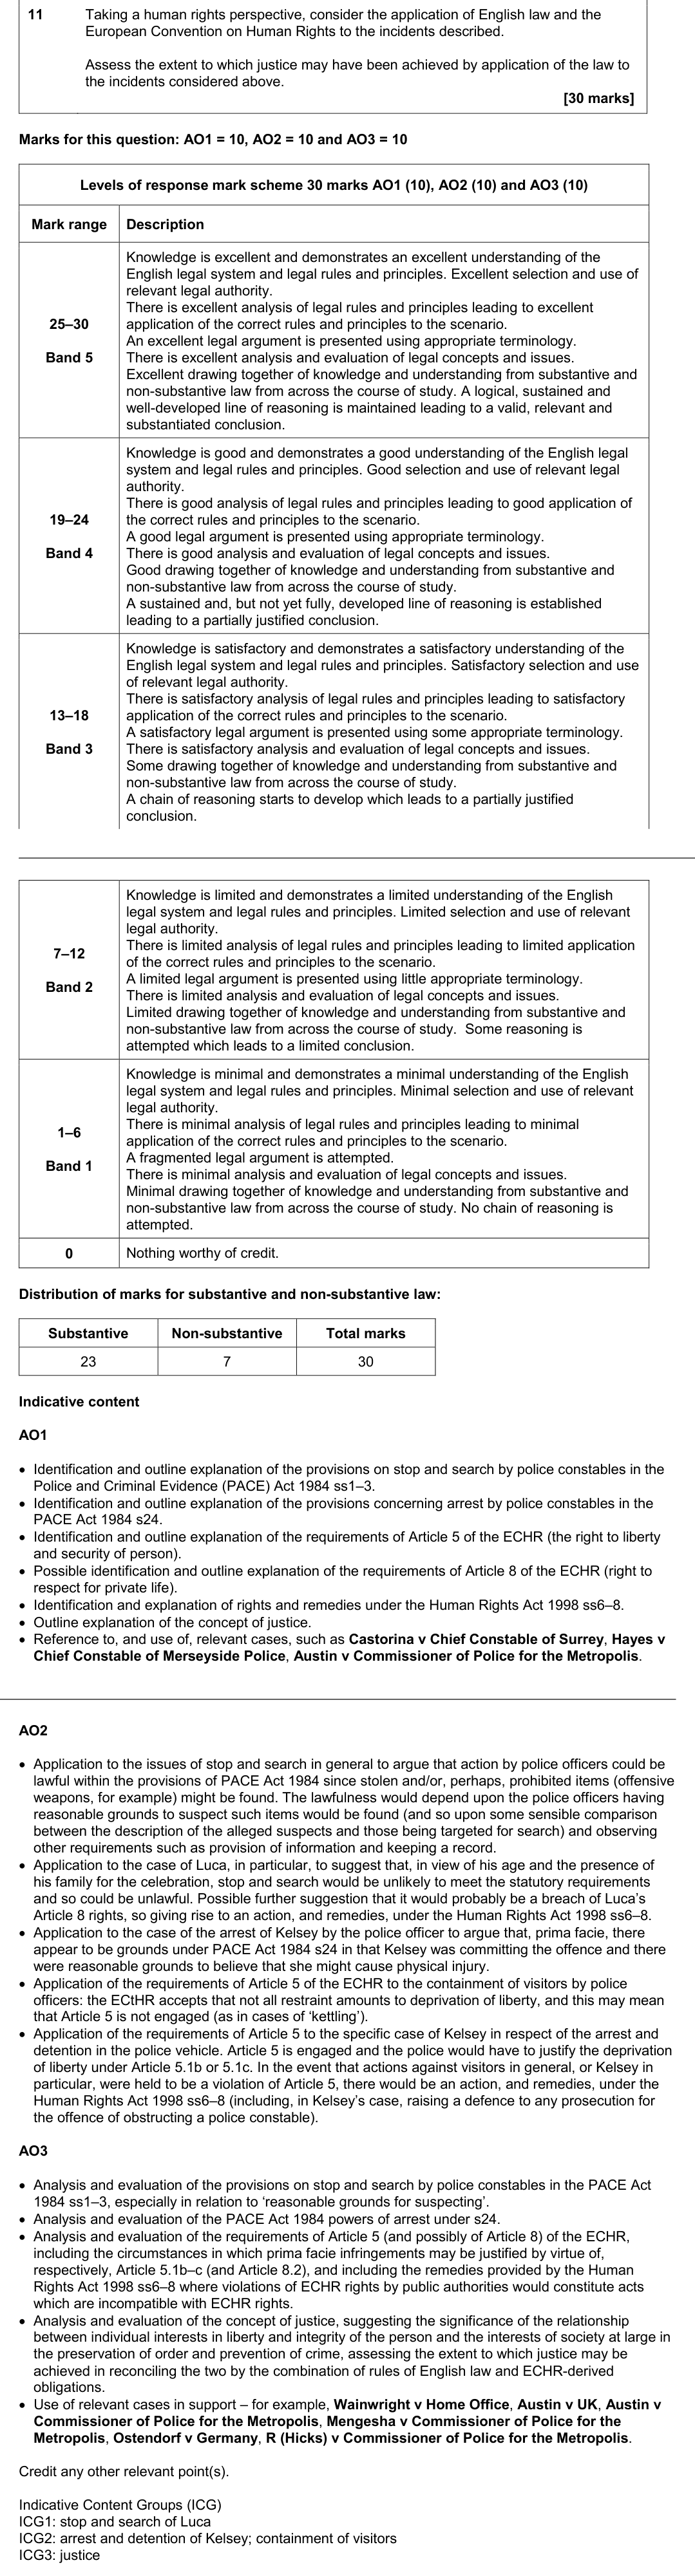 11 Taking a human rights perspective, consider the application of English law and the
European Convention on Human Rights to the incidents described.
Assess the extent to which justice may have been achieved by application of the law to
the incidents considered above.
[30 marks]
Marks for this question: AO1 = 10, AO2 = 10 and AO3 = 10
Levels of response mark scheme 30 marks AO1 (10), AO2 (10) and AO3 (10)
Mark range Description
25–30
Band 5
Knowledge is excellent and demonstrates an excellent understanding of the
English legal system and legal rules and principles. Excellent selection and use of
relevant legal authority.
There is excellent analysis of legal rules and principles leading to excellent
application of the correct rules and principles to the scenario.
An excellent legal argument is presented using appropriate terminology.
There is excellent analysis and evaluation of legal concepts and issues.
Excellent drawing together of knowledge and understanding from substantive and
non-substantive law from across the course of study. A logical, sustained and
well-developed line of reasoning is maintained leading to a valid, relevant and
substantiated conclusion.
19–24
Band 4
Knowledge is good and demonstrates a good understanding of the English legal
system and legal rules and principles. Good selection and use of relevant legal
authority.
There is good analysis of legal rules and principles leading to good application of
the correct rules and principles to the scenario.
A good legal argument is presented using appropriate terminology.
There is good analysis and evaluation of legal concepts and issues.
Good drawing together of knowledge and understanding from substantive and
non-substantive law from across the course of study.
A sustained and, but not yet fully, developed line of reasoning is established
leading to a partially justified conclusion.
13–18
Band 3
Knowledge is satisfactory and demonstrates a satisfactory understanding of the
English legal system and legal rules and principles. Satisfactory selection and use
of relevant legal authority.
There is satisfactory analysis of legal rules and principles leading to satisfactory
application of the correct rules and principles to the scenario.
A satisfactory legal argument is presented using some appropriate terminology.
There is satisfactory analysis and evaluation of legal concepts and issues.
Some drawing together of knowledge and understanding from substantive and
non-substantive law from across the course of study.
A chain of reasoning starts to develop which leads to a partially justified
conclusion.
7–12
Band 2
Knowledge is limited and demonstrates a limited understanding of the English
legal system and legal rules and principles. Limited selection and use of relevant
legal authority.
There is limited analysis of legal rules and principles leading to limited application
of the correct rules and principles to the scenario.
A limited legal argument is presented using little appropriate terminology.
There is limited analysis and evaluation of legal concepts and issues.
Limited drawing together of knowledge and understanding from substantive and
non-substantive law from across the course of study. Some reasoning is
attempted which leads to a limited conclusion.
1–6
Band 1
Knowledge is minimal and demonstrates a minimal understanding of the English
legal system and legal rules and principles. Minimal selection and use of relevant
legal authority.
There is minimal analysis of legal rules and principles leading to minimal
application of the correct rules and principles to the scenario.
A fragmented legal argument is attempted.
There is minimal analysis and evaluation of legal concepts and issues.
Minimal drawing together of knowledge and understanding from substantive and
non-substantive law from across the course of study. No chain of reasoning is
attempted.
0 Nothing worthy of credit.
Distribution of marks for substantive and non-substantive law:
Substantive Non-substantive Total marks
23 7 30
Indicative content
AO1
• Identification and outline explanation of the provisions on stop and search by police constables in the
Police and Criminal Evidence (PACE) Act 1984 ss1–3.
• Identification and outline explanation of the provisions concerning arrest by police constables in the
PACE Act 1984 s24.
• Identification and outline explanation of the requirements of Article 5 of the ECHR (the right to liberty
and security of person).
• Possible identification and outline explanation of the requirements of Article 8 of the ECHR (right to
respect for private life).
• Identification and explanation of rights and remedies under the Human Rights Act 1998 ss6–8.
• Outline explanation of the concept of justice.
• Reference to, and use of, relevant cases, such as Castorina v Chief Constable of Surrey, Hayes v
Chief Constable of Merseyside Police, Austin v Commissioner of Police for the Metropolis.
AO2
• Application to the issues of stop and search in general to argue that action by police officers could be
lawful within the provisions of PACE Act 1984 since stolen and/or, perhaps, prohibited items (offensive
weapons, for example) might be found. The lawfulness would depend upon the police officers having
reasonable grounds to suspect such items would be found (and so upon some sensible comparison
between the description of the alleged suspects and those being targeted for search) and observing
other requirements such as provision of information and keeping a record.
• Application to the case of Luca, in particular, to suggest that, in view of his age and the presence of
his family for the celebration, stop and search would be unlikely to meet the statutory requirements
and so could be unlawful. Possible further suggestion that it would probably be a breach of Luca's
Article 8 rights, so giving rise to an action, and remedies, under the Human Rights Act 1998 ss6–8.
• Application to the case of the arrest of Kelsey by the police officer to argue that, prima facie, there
appear to be grounds under PACE Act 1984 s24 in that Kelsey was committing the offence and there
were reasonable grounds to believe that she might cause physical injury.
• Application of the requirements of Article 5 of the ECHR to the containment of visitors by police
officers: the ECtHR accepts that not all restraint amounts to deprivation of liberty, and this may mean
that Article 5 is not engaged (as in cases of 'kettling').
• Application of the requirements of Article 5 to the specific case of Kelsey in respect of the arrest and
detention in the police vehicle. Article 5 is engaged and the police would have to justify the deprivation
of liberty under Article 5.1b or 5.1c. In the event that actions against visitors in general, or Kelsey in
particular, were held to be a violation of Article 5, there would be an action, and remedies, under the
Human Rights Act 1998 ss6–8 (including, in Kelsey's case, raising a defence to any prosecution for
the offence of obstructing a police constable).
AO3
• Analysis and evaluation of the provisions on stop and search by police constables in the PACE Act
1984 ss1–3, especially in relation to 'reasonable grounds for suspecting'.
• Analysis and evaluation of the PACE Act 1984 powers of arrest under s24.
• Analysis and evaluation of the requirements of Article 5 (and possibly of Article 8) of the ECHR,
including the circumstances in which prima facie infringements may be justified by virtue of,
respectively, Article 5.1b–c (and Article 8.2), and including the remedies provided by the Human
Rights Act 1998 ss6–8 where violations of ECHR rights by public authorities would constitute acts
which are incompatible with ECHR rights.
• Analysis and evaluation of the concept of justice, suggesting the significance of the relationship
between individual interests in liberty and integrity of the person and the interests of society at large in
the preservation of order and prevention of crime, assessing the extent to which justice may be
achieved in reconciling the two by the combination of rules of English law and ECHR-derived
obligations.
• Use of relevant cases in support – for example, Wainwright v Home Office, Austin v UK, Austin v
Commissioner of Police for the Metropolis, Mengesha v Commissioner of Police for the
Metropolis, Ostendorf v Germany, R (Hicks) v Commissioner of Police for the Metropolis.
Credit any other relevant point(s).
Indicative Content Groups (ICG)
ICG1: stop and search of Luca
ICG2: arrest and detention of Kelsey; containment of visitors
ICG3: justice